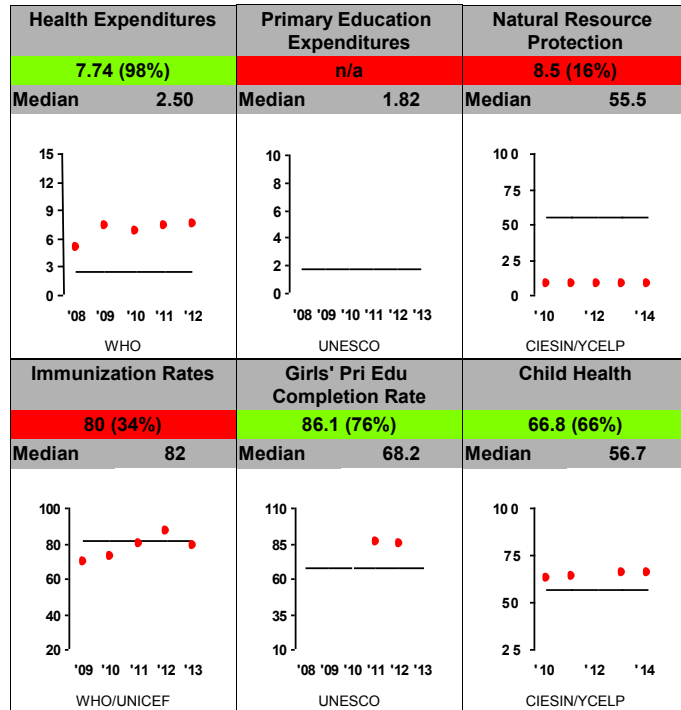 Health Expenditures
7.74 (98%)
Median 2.50
15
12
9
6
3
0
'08 '09 '10 '11 '12
WHO
Primary Education
Expenditures
n/a
Median 1.82
10
8
6
4
2
0
'08 '09 '10 '11 '12 '13
UNESCO
Natural Resource
Protection
8.5 (16%)
Median 55.5
100
75
50
25
0
'10 '12 '14
CIESIN/YCELP
Immunization Rates
80 (34%)
Median 82
100
80
60
40
20
'09 '10 '11 '12 '13
WHO/UNICEF
Girls' Pri Edu
Completion Rate
86.1 (76%)
Median 68.2
110
85
60
35
10
'08 '09 '10 '11 '12 '13
UNESCO
Child Health
66.8 (66%)
Median 56.7
100
75
50
25
'10 '12 '14
CIESIN/YCELP